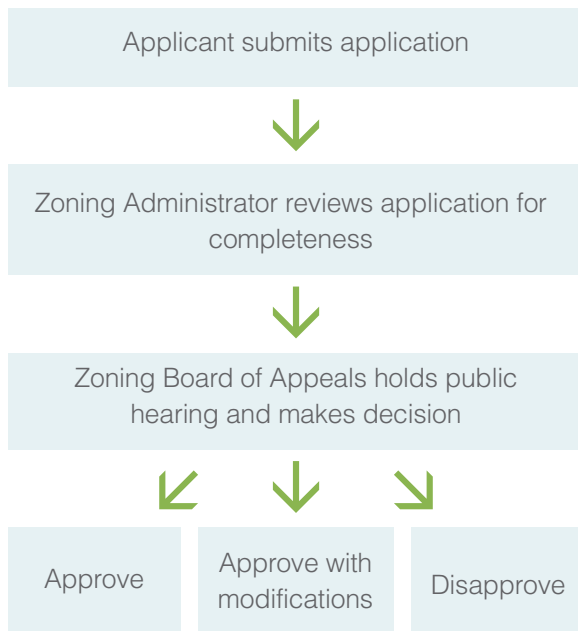 Applicant submits application
Zoning Administrator reviews application for
completeness
Zoning Board of Appeals holds public
hearing and makes decision
Approve
Approve with
modifications
Disapprove